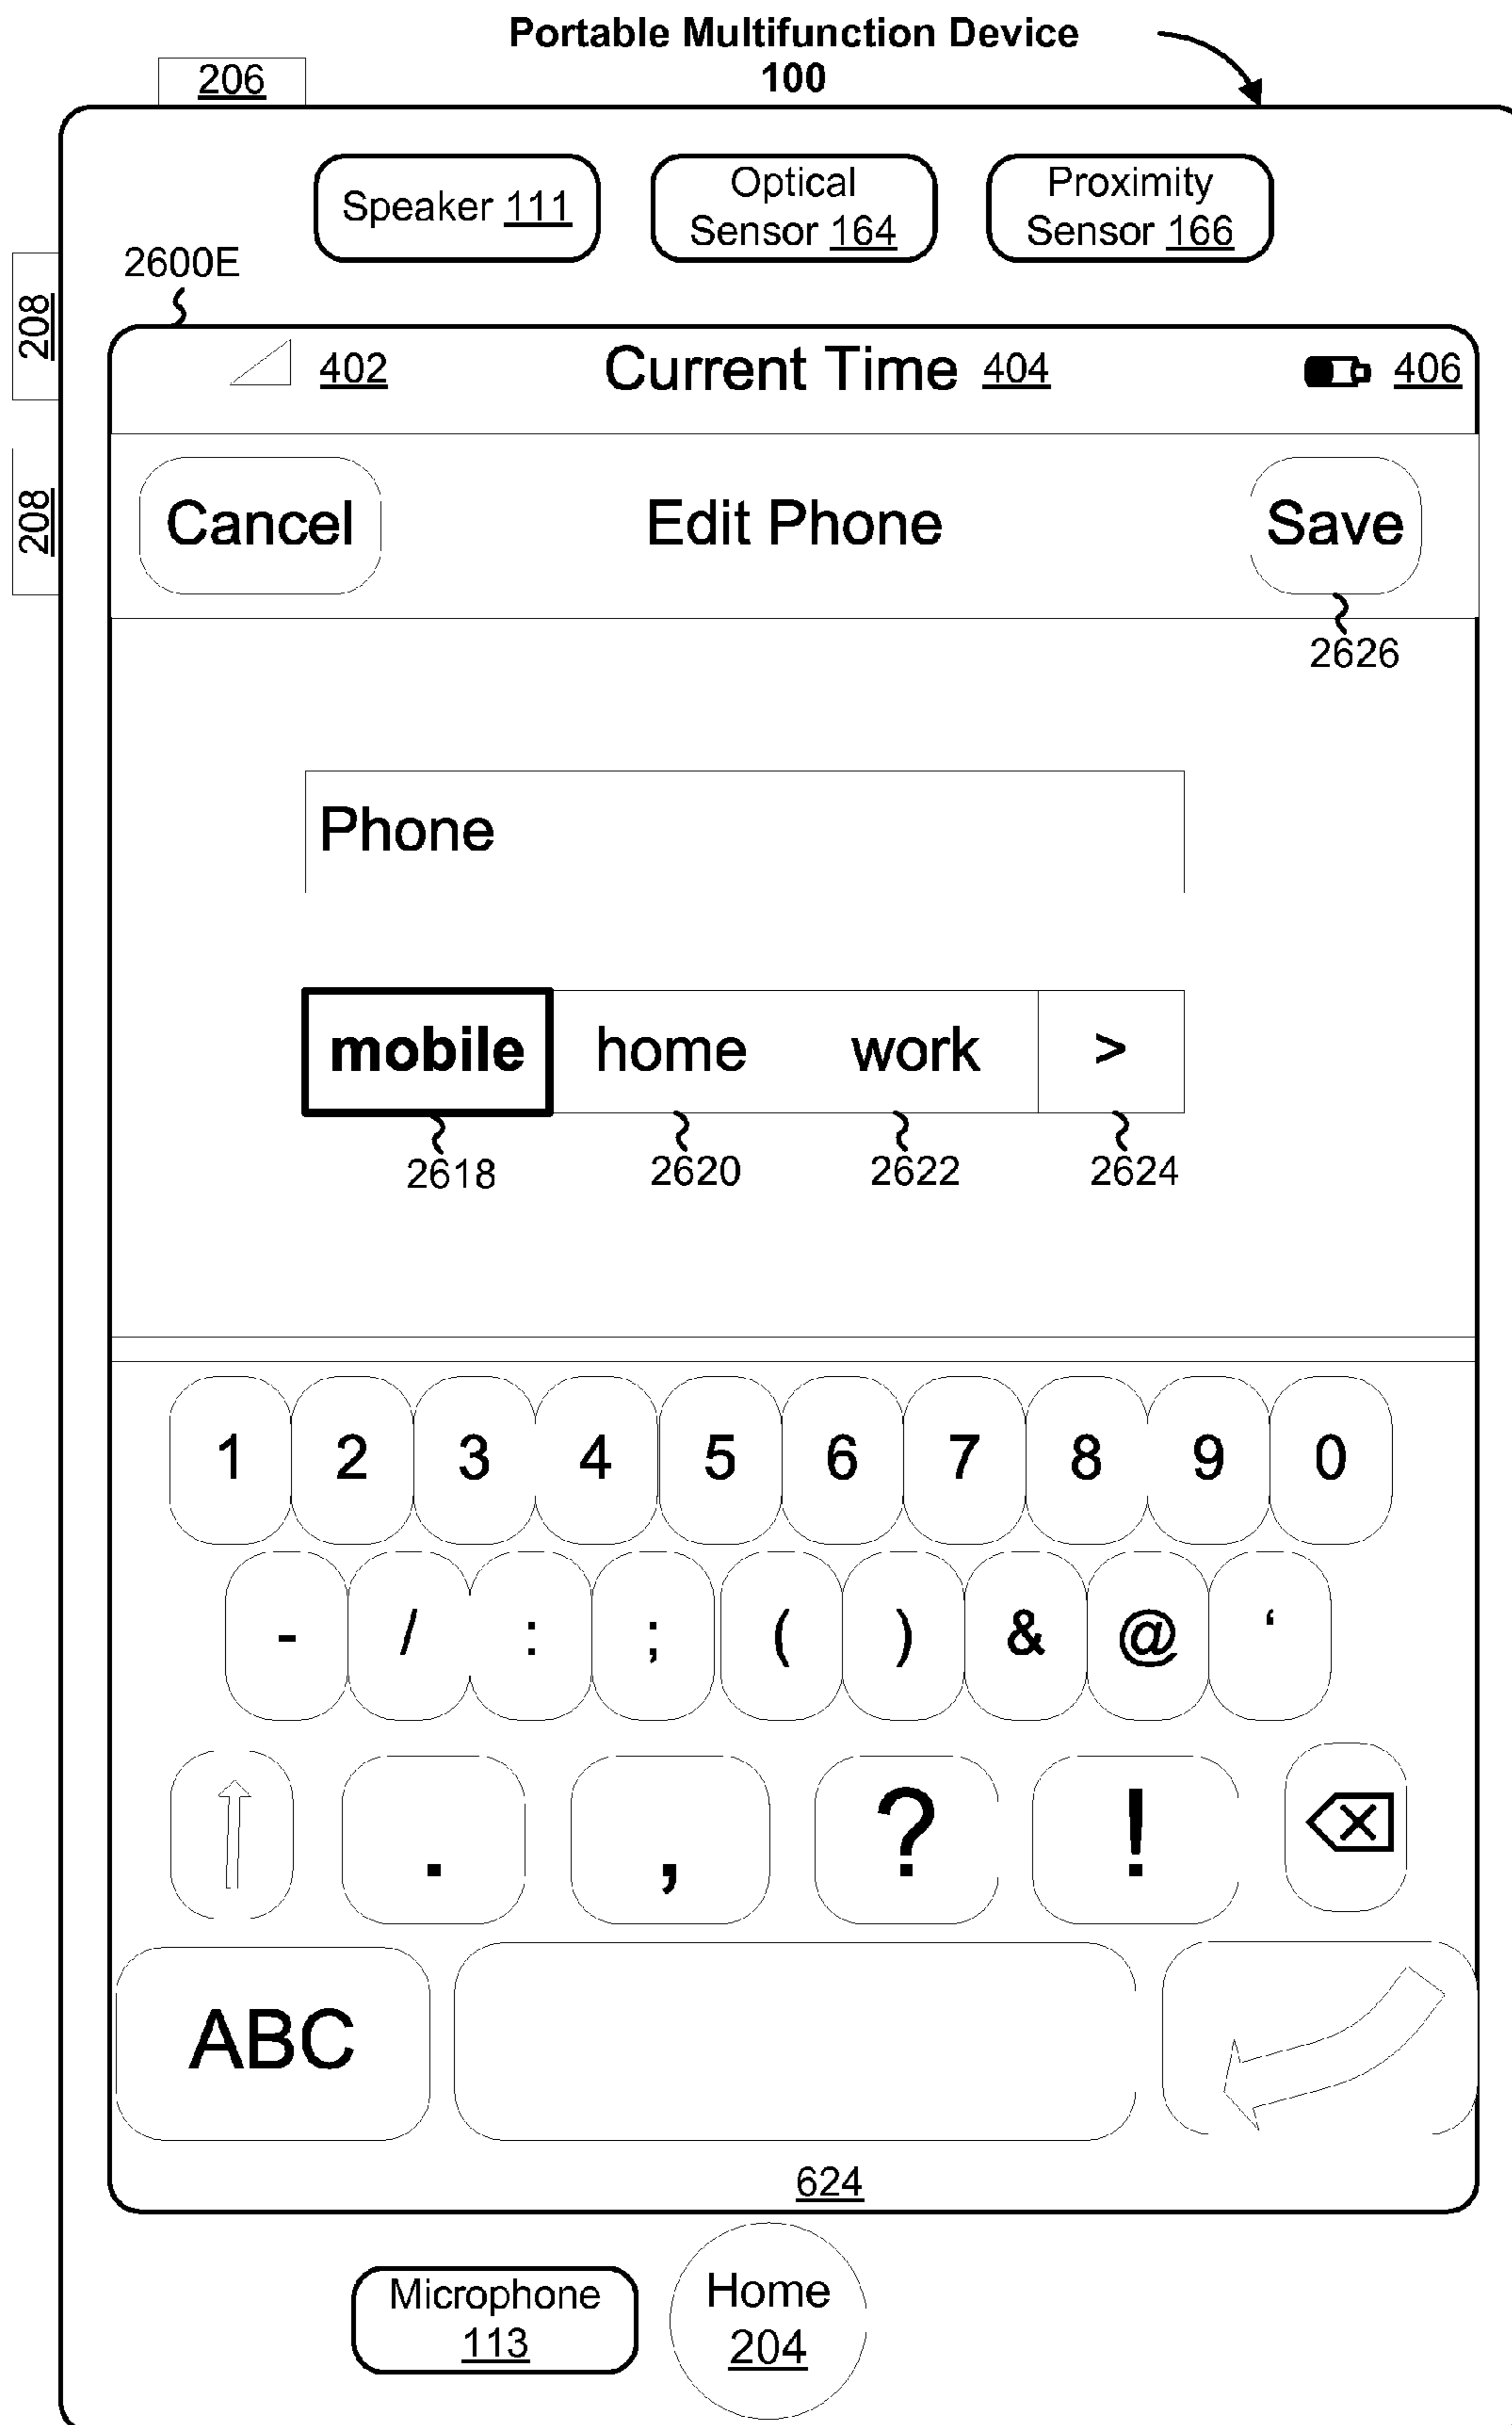 Portable Multifunction Device
100
206
Speaker 111
Optical
Sensor 164
Proximity
Sensor 166
2600E
208
402 Current Time 404 406
208
Cancel Edit Phone Save
2626
Phone
mobile home work >
2618 2620 2622 2624
1 2 3 4 5 6 7 8 9 0
- / : ; ( ) & @ ‘
. , ? !
ABC
624
Microphone
113
Home
204